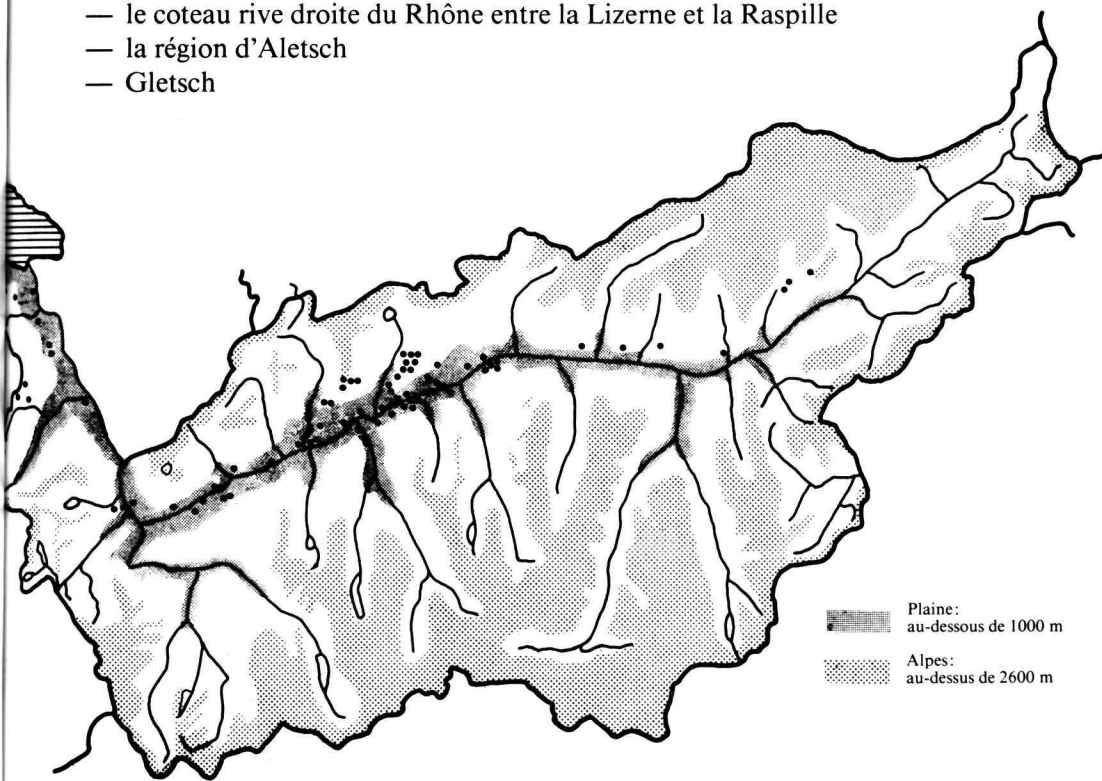 — le coteau rive droite du Rhône entre la Lizerne et la Raspille
— la région d'Aletsch
— Gletsch
Plaine:
au-dessous de 1000 m
Alpes:
au-dessus de 2600 m